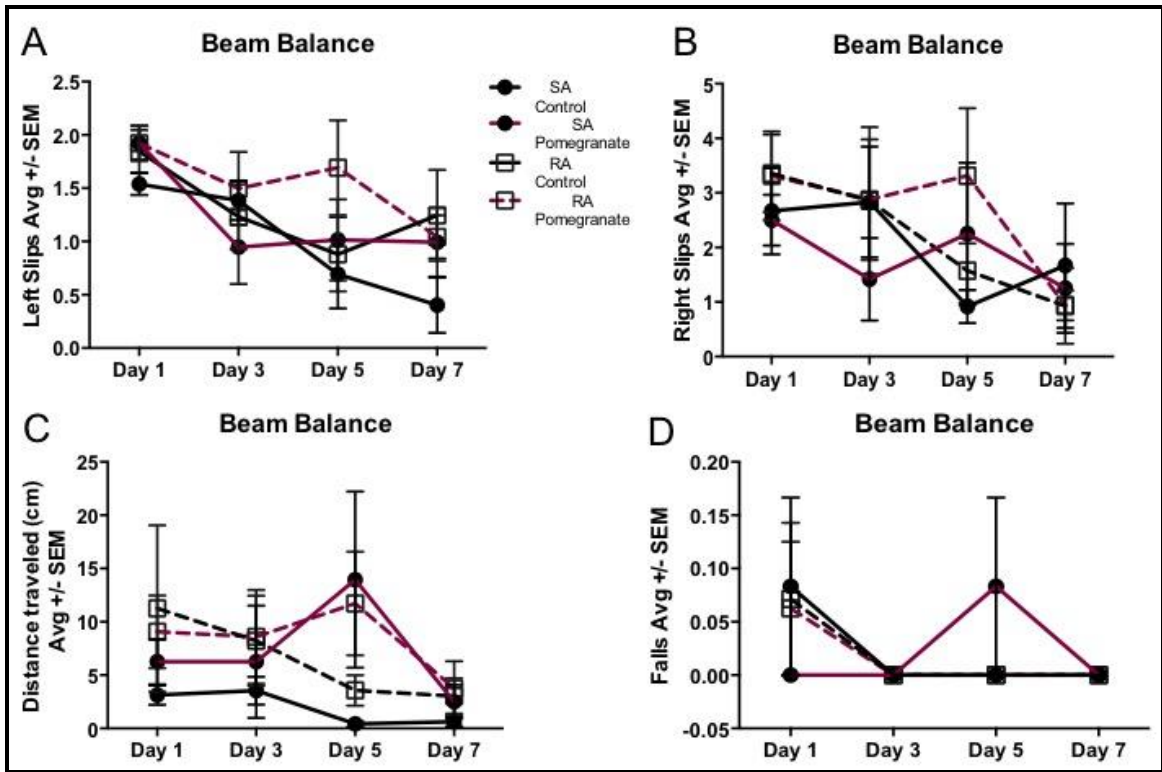 A
Beam Balance
Left Slips Avg +/- SEM
2.5
2.0
1.5
1.0
0.5
0.0
Day 1 Day 3 Day 5 Day 7
SA
Control
SA
Pomegranate
RA
Control
RA
Pomegranate
B
Beam Balance
Right Slips Avg +/- SEM
5
4
3
2
1
0
Day 1 Day 3 Day 5 Day 7
C
Beam Balance
Distance traveled (cm)
Avg +/- SEM
25
20
15
10
5
0
Day 1 Day 3 Day 5 Day 7
D
Beam Balance
Falls Avg +/- SEM
0.20
0.15
0.10
0.05
0.00
-0.05
Day 1 Day 3 Day 5 Day 7